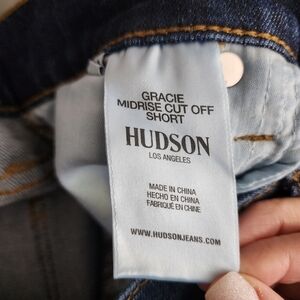 GRACIE
MIDRISE CUT OFF
SHORT
HUDSON
LOS ANGELES
MADE IN CHINA
HECHO EN CHINA
FABRIQUÉ EN CHINE
WWW.HUDSONJEANS.COM